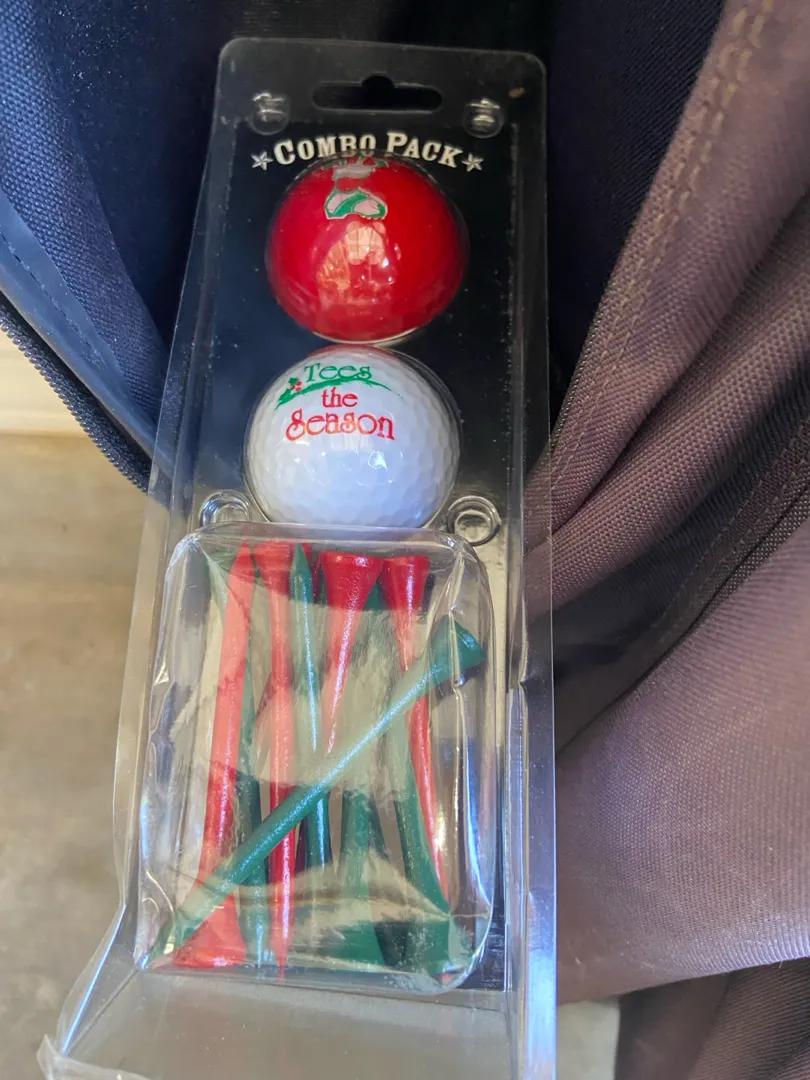 COMBO PACK
Tees
the
Season